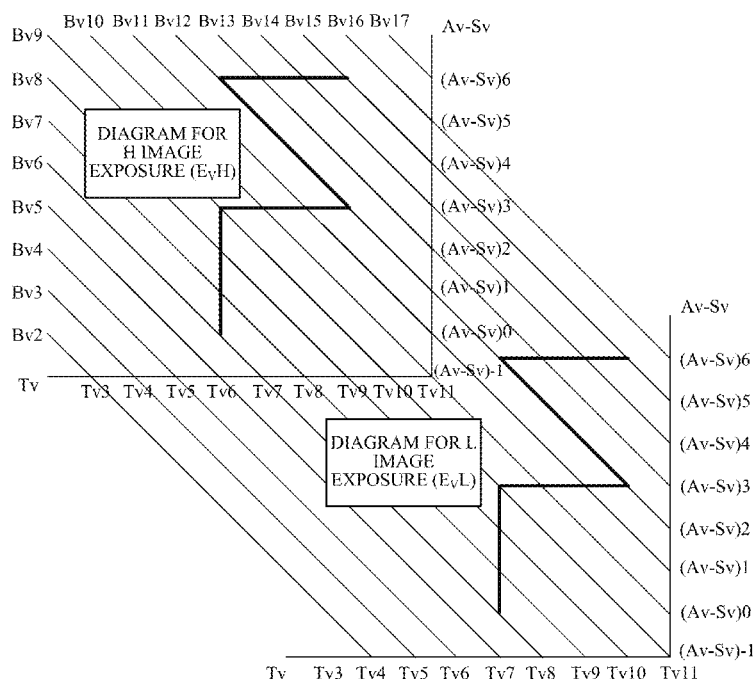 Bv10 Bv11 Bv12 Bv13 Bv14 Bv15 Bv16 Bv17
Av-Sv
Bv9
Bv8
Bv7
Bv6
Bv5
Bv4
Bv3
Bv2
DIAGRAM FOR
H IMAGE
EXPOSURE (EVH)
(Av-Sv)6
(Av-Sv)5
(Av-Sv)4
(Av-Sv)3
(Av-Sv)2
(Av-Sv)1
(Av-Sv)0
(Av-Sv)-1
Tv Tv3 Tv4 Tv5 Tv6 Tv7 Tv8 Tv9 Tv10 Tv11
Av-Sv
DIAGRAM FOR L
IMAGE
EXPOSURE (EVL)
(Av-Sv)6
(Av-Sv)5
(Av-Sv)4
(Av-Sv)3
(Av-Sv)2
(Av-Sv)1
(Av-Sv)0
(Av-Sv)-1
Tv Tv3 Tv4 Tv5 Tv6 Tv7 Tv8 Tv9 Tv10 Tv11